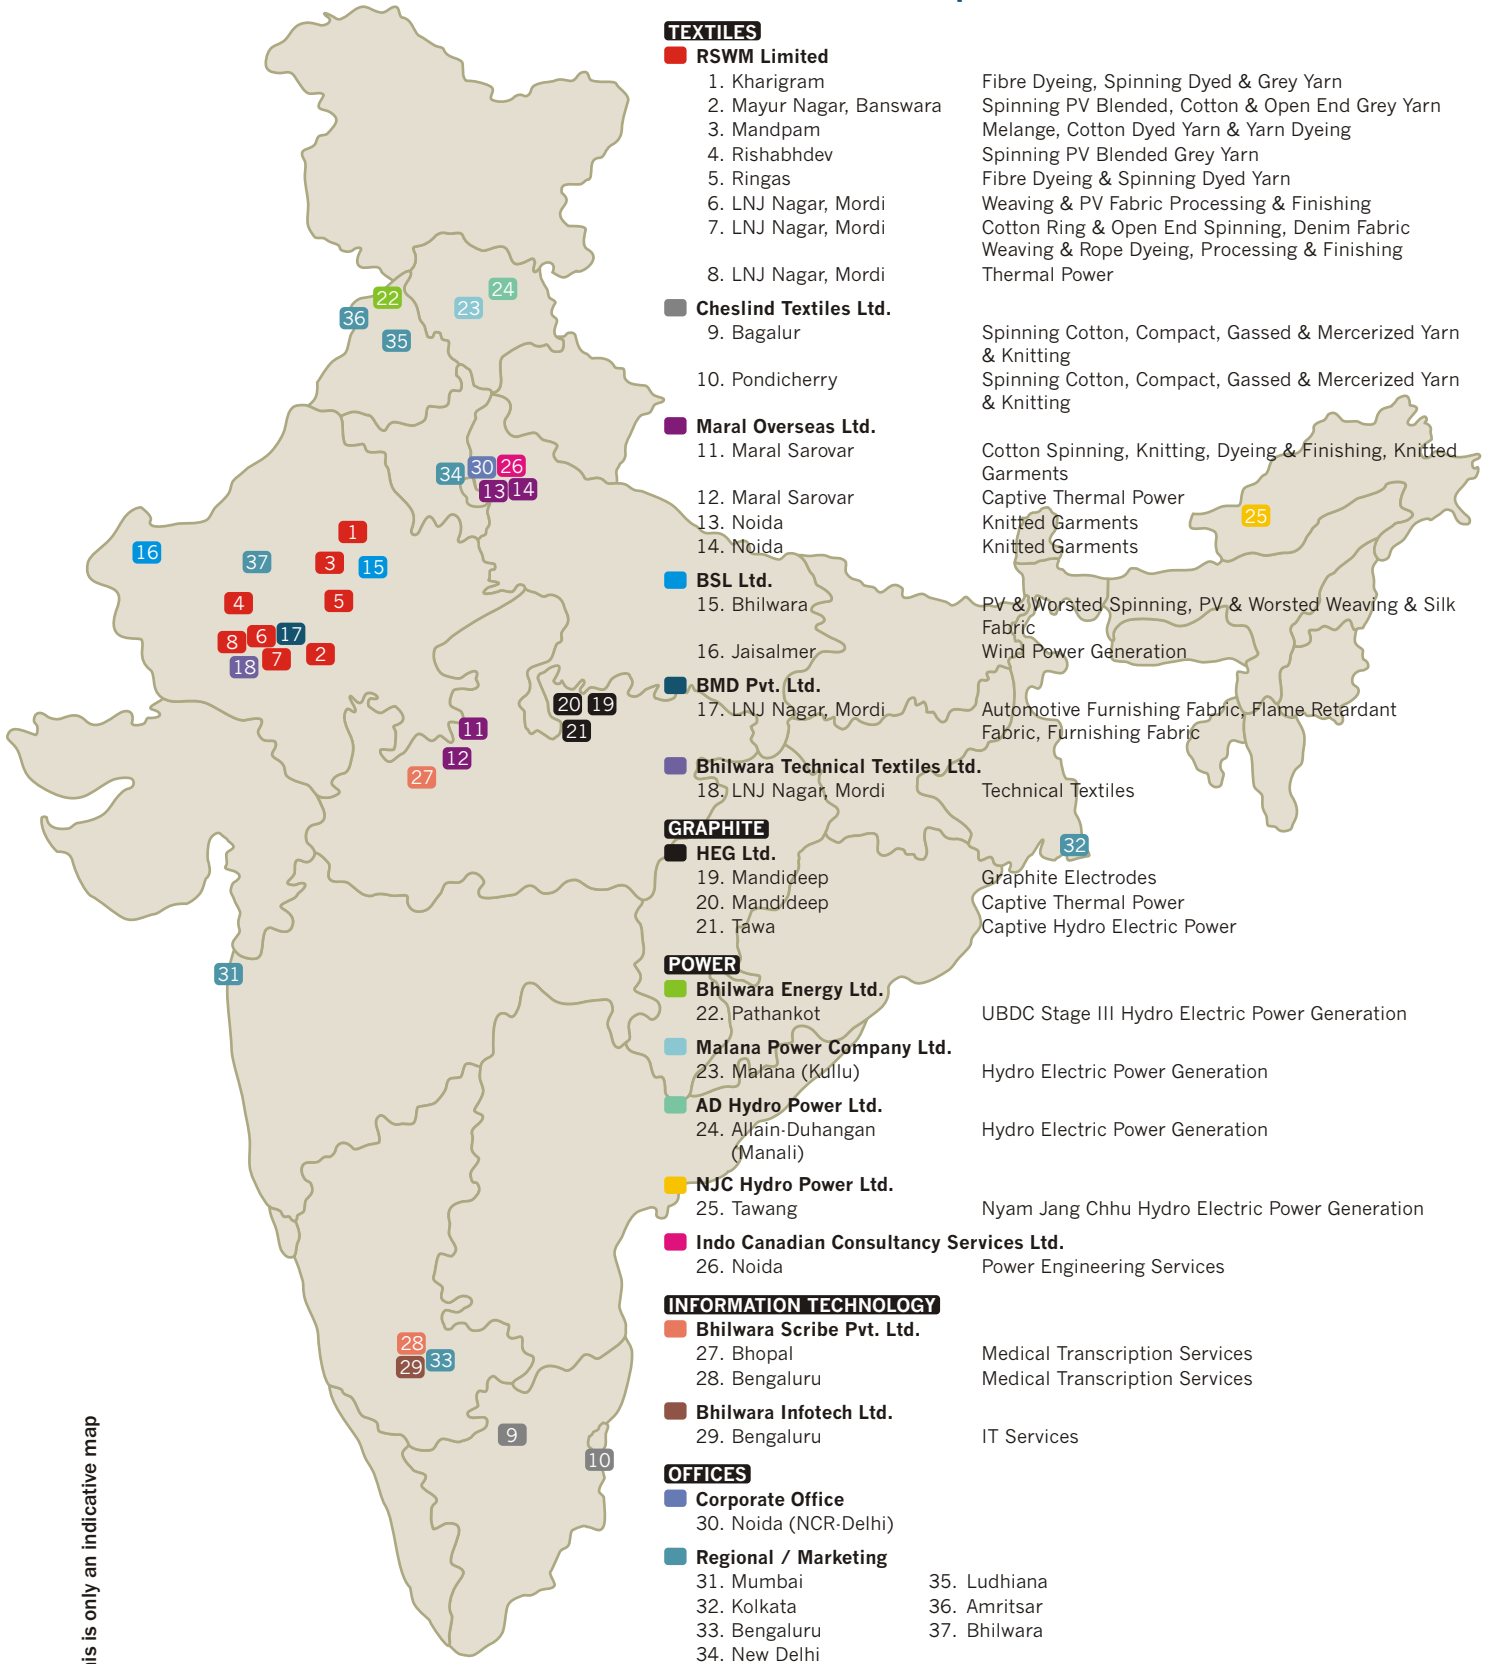 TEXTILES
RSWM Limited
1. Kharigram Fibre Dyeing, Spinning Dyed & Grey Yarn
2. Mayur Nagar, Banswara Spinning PV Blended, Cotton & Open End Grey Yarn
3. Mandpam Melange, Cotton Dyed Yarn & Yarn Dyeing
4. Rishabhdev Spinning PV Blended Grey Yarn
5. Ringas Fibre Dyeing & Spinning Dyed Yarn
6. LNJ Nagar, Mordi Weaving & PV Fabric Processing & Finishing
7. LNJ Nagar, Mordi Cotton Ring & Open End Spinning, Denim Fabric
Weaving & Rope Dyeing, Processing & Finishing
8. LNJ Nagar, Mordi Thermal Power
Cheslind Textiles Ltd.
9. Bagalur Spinning Cotton, Compact, Gassed & Mercerized Yarn
& Knitting
10. Pondicherry Spinning Cotton, Compact, Gassed & Mercerized Yarn
& Knitting
Maral Overseas Ltd.
11. Maral Sarovar Cotton Spinning, Knitting, Dyeing & Finishing, Knitted
Garments
12. Maral Sarovar Captive Thermal Power
13. Noida Knitted Garments
14. Noida Knitted Garments
BSL Ltd.
15. Bhilwara PV & Worsted Spinning, PV & Worsted Weaving & Silk
Fabric
16. Jaisalmer Wind Power Generation
BMD Pvt. Ltd.
17. LNJ Nagar, Mordi Automotive Furnishing Fabric, Flame Retardant
Fabric, Furnishing Fabric
Bhilwara Technical Textiles Ltd.
18. LNJ Nagar, Mordi Technical Textiles
GRAPHITE
HEG Ltd.
19. Mandideep Graphite Electrodes
20. Mandideep Captive Thermal Power
21. Tawa Captive Hydro Electric Power
POWER
Bhilwara Energy Ltd.
22. Pathankot UBDC Stage III Hydro Electric Power Generation
Malana Power Company Ltd.
23. Malana (Kullu) Hydro Electric Power Generation
AD Hydro Power Ltd.
24. Allain-Duhangan Hydro Electric Power Generation
(Manali)
NJC Hydro Power Ltd.
25. Tawang Nyam Jang Chhu Hydro Electric Power Generation
Indo Canadian Consultancy Services Ltd.
26. Noida Power Engineering Services
INFORMATION TECHNOLOGY
Bhilwara Scribe Pvt. Ltd.
27. Bhopal Medical Transcription Services
28. Bengaluru Medical Transcription Services
Bhilwara Infotech Ltd.
29. Bengaluru IT Services
OFFICES
Corporate Office
30. Noida (NCR-Delhi)
Regional / Marketing
31. Mumbai 35. Ludhiana
32. Kolkata 36. Amritsar
33. Bengaluru 37. Bhilwara
34. New Delhi
24
22
23
36
35
34 30 26
13 14
1
16
37 3 15
4 5
8 6 17
18 7 2
20 19
11 21
12
27
25
32
31
28
29 33
9
10
is only an indicative map